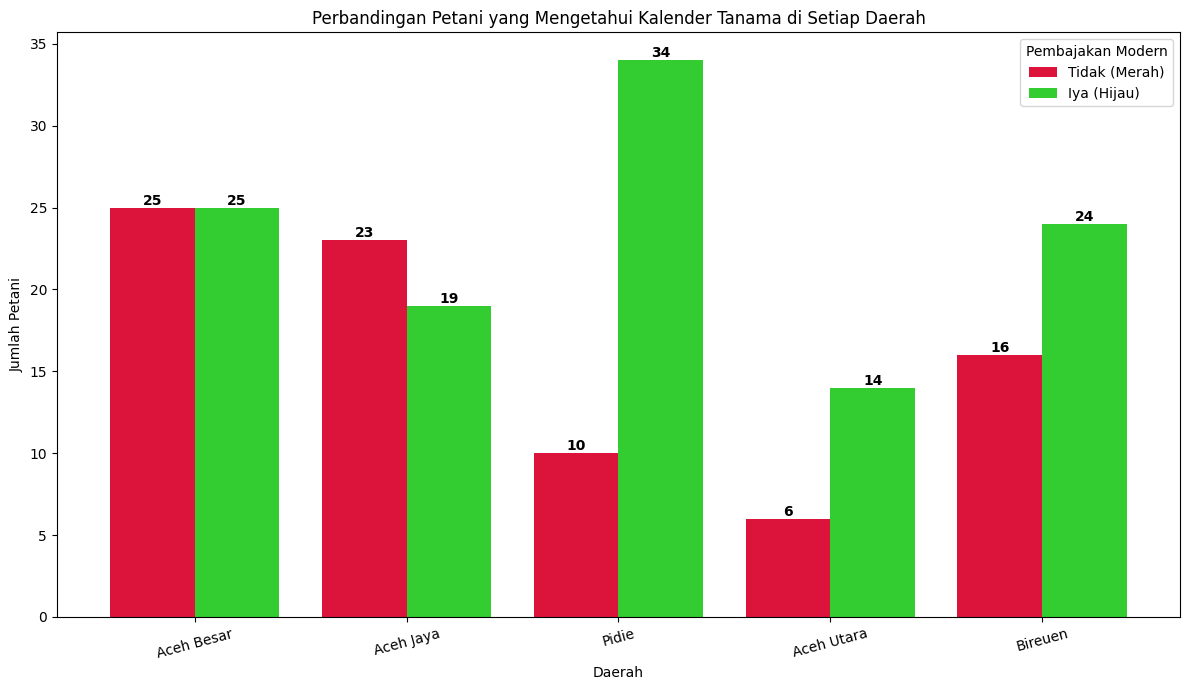 Perbandingan Petani yang Mengetahui Kalender Tanama di Setiap Daerah
Pembajakan Modern
Tidak (Merah)
Iya (Hijau)
Jumlah Petani
35
30
25
20
15
10
5
0
25
25
23
19
10
34
6
14
16
24
Aceh Besar
Aceh Jaya
Pidie
Aceh Utara
Bireuen
Daerah